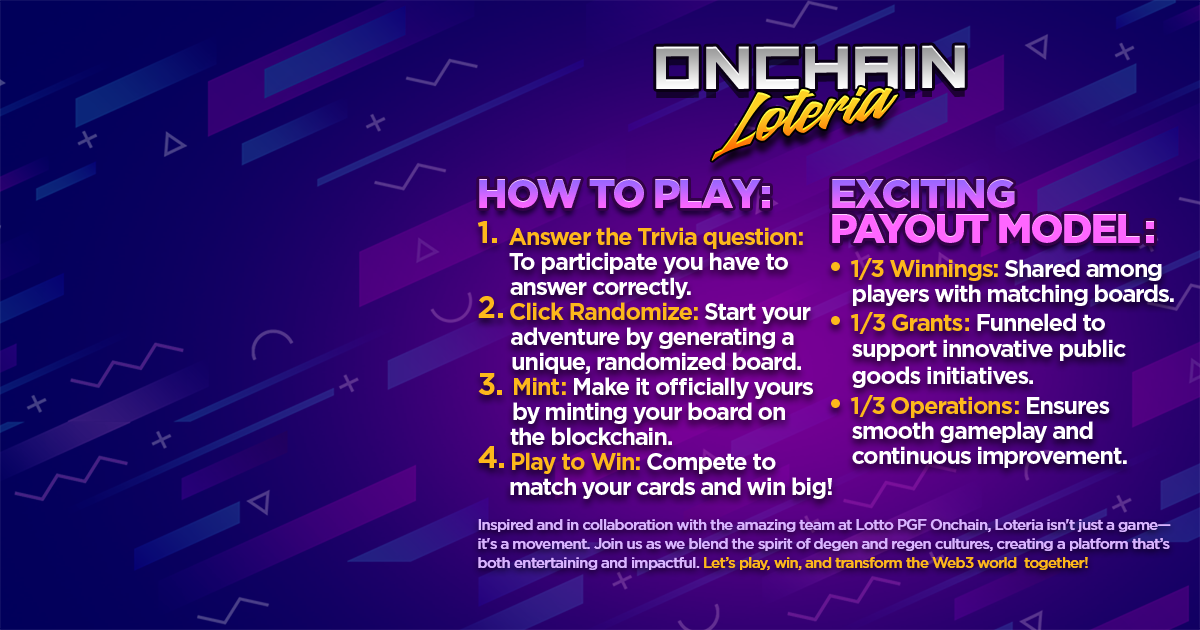 ONCHAIN
Loteria
HOW TO PLAY:
1. Answer the Trivia question:
To participate you have to
answer correctly.
2. Click Randomize: Start your
adventure by generating a
unique, randomized board.
3. Mint: Make it officially yours
by minting your board on
the blockchain.
4. Play to Win: Compete to
match your cards and win big!
EXCITING
PAYOUT MODEL:
• 1/3 Winnings: Shared among
players with matching boards.
• 1/3 Grants: Funneled to
support innovative public
goods initiatives.
• 1/3 Operations: Ensures
smooth gameplay and
continuous improvement.
Inspired and in collaboration with the amazing team at Lotto PGF Onchain, Loteria isn't just a game—
it's a movement. Join us as we blend the spirit of degen and regen cultures, creating a platform that's
both entertaining and impactful. Let's play, win, and transform the Web3 world together!